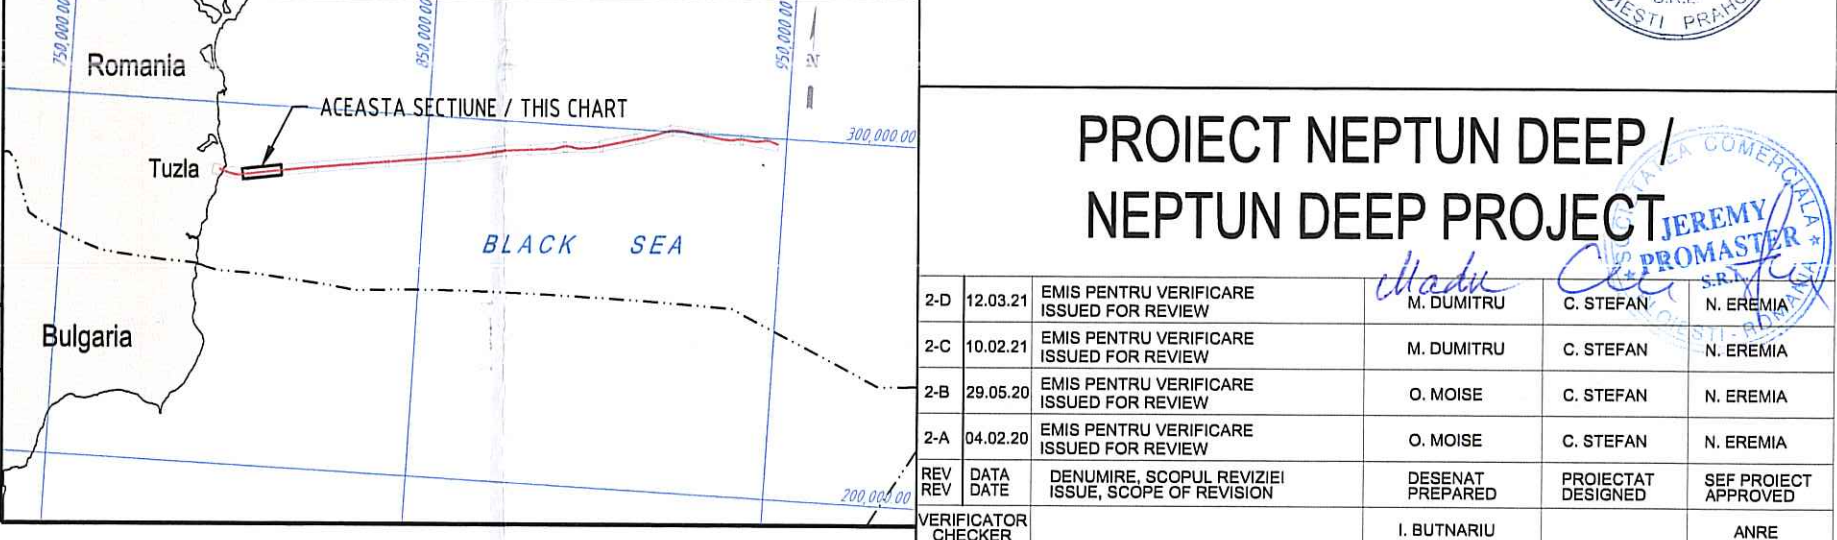 750,000.00
850,000.00
950,000.00
N
Romania
ACEASTA SECTIUNE / THIS CHART
300,000.00
Tuzla
BLACK SEA
Bulgaria
200,000.00
S.R.L.
PROIECT NEPTUN DEEP /
NEPTUN DEEP PROJECT
SOCIETATEA COMERCIALA
JEREMY
PROMASTER
S.R.L.
2-D 12.03.21 EMIS PENTRU VERIFICARE M. DUMITRU C. STEFAN N. EREMIA
ISSUED FOR REVIEW
2-C 10.02.21 EMIS PENTRU VERIFICARE M. DUMITRU C. STEFAN N. EREMIA
ISSUED FOR REVIEW
2-B 29.05.20 EMIS PENTRU VERIFICARE O. MOISE C. STEFAN N. EREMIA
ISSUED FOR REVIEW
2-A 04.02.20 EMIS PENTRU VERIFICARE O. MOISE C. STEFAN N. EREMIA
ISSUED FOR REVIEW
REV DATA DENUMIRE, SCOPUL REVIZIEI DESENAT PROIECTAT SEF PROIECT
REV DATE ISSUE, SCOPE OF REVISION PREPARED DESIGNED APPROVED
VERIFICATOR I. BUTNARIU ANRE
CHECKER